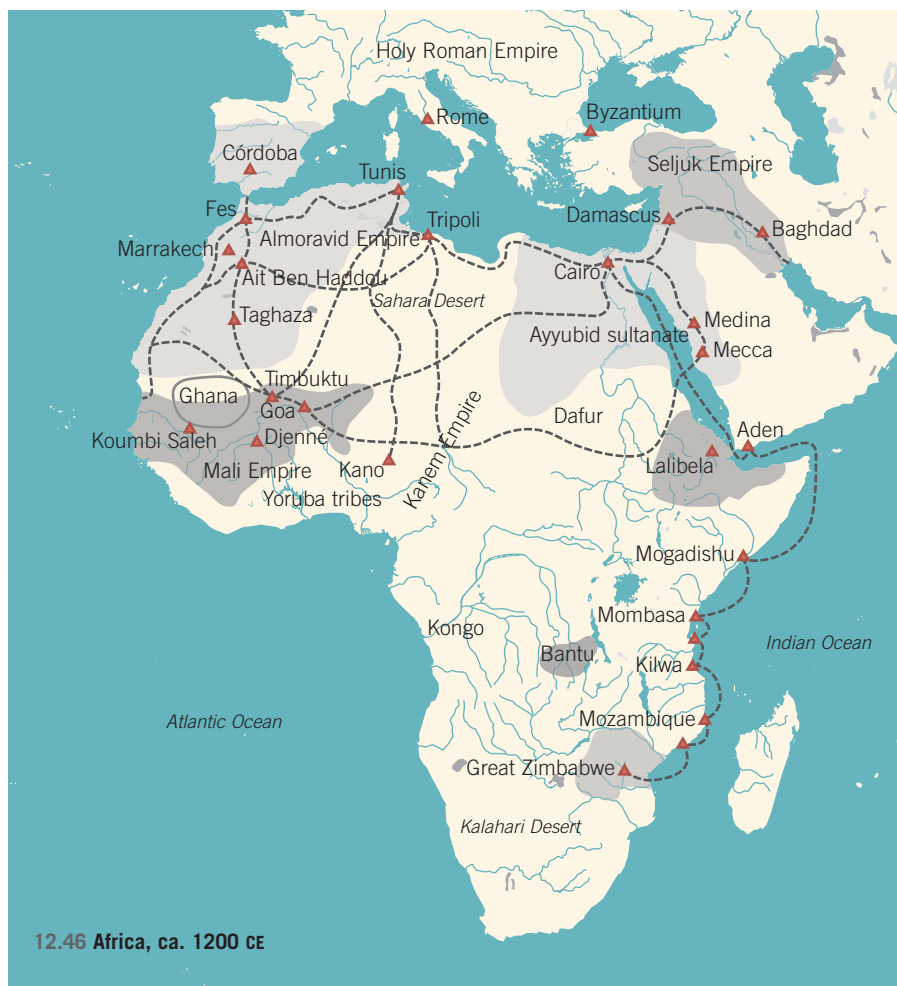 Holy Roman Empire
Rome
Byzantium
Córdoba
Seljuk Empire
Tunis
Fes
Tripoli
Damascus
Baghdad
Marrakech
Almoravid Empire
Cairo
Ait Ben Haddou
Sahara Desert
Taghaza
Ayyubid sultanate
Medina
Mecca
Timbuktu
Ghana
Goa
Dafur
Koumbi Saleh
Djenné
Aden
Mali Empire
Kano
Kanem Empire
Lalibela
Yoruba tribes
Mogadishu
Mombasa
Kongo
Indian Ocean
Bantu
Kilwa
Atlantic Ocean
Mozambique
Great Zimbabwe
Kalahari Desert
12.46 Africa, ca. 1200 CE